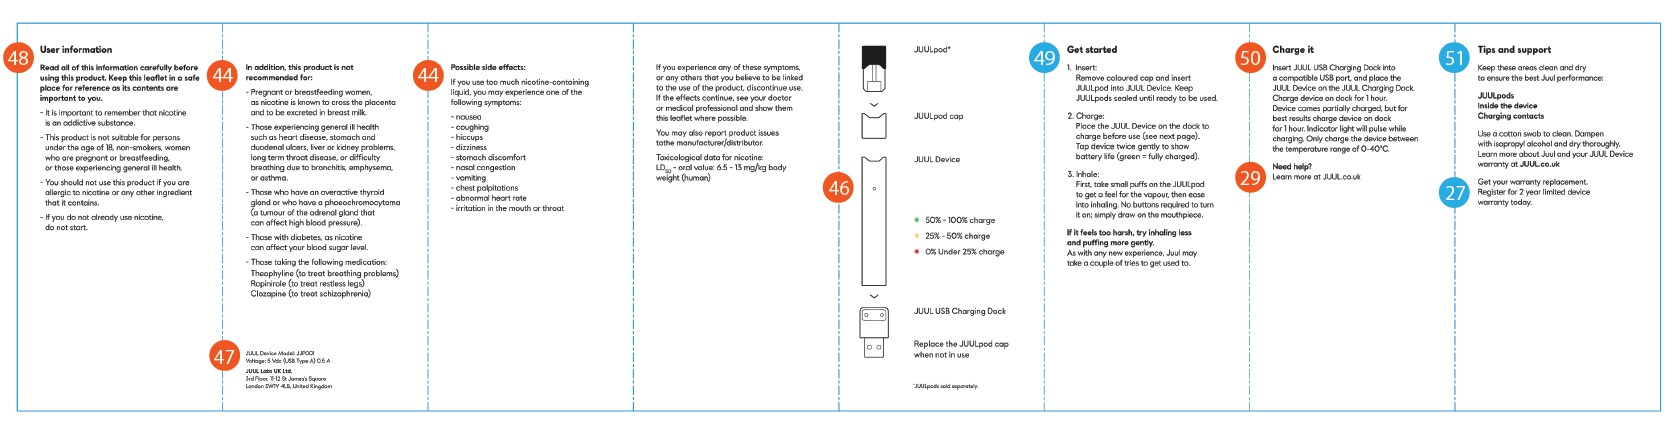 48
User information
Read all of this information carefully before
using this product. Keep this leaflet in a safe
place for reference as its contents are
important to you.
- It is important to remember that nicotine
is an addictive substance.
- This product is not suitable for persons
under the age of 18, non-smokers, women
who are pregnant or breastfeeding,
or those experiencing general ill health.
- You should not use this product if you are
allergic to nicotine or any other ingredient
that it contains.
- If you do not already use nicotine,
do not start.
44
In addition, this product is not
recommended for:
- Pregnant or breastfeeding women,
as nicotine is known to cross the placenta
and to be excreted in breast milk.
- Those experiencing general ill health
such as heart disease, stomach and
duodenal ulcers, liver or kidney problems,
long term throat disease, or difficulty
breathing due to bronchitis, emphysema,
or asthma.
- Those who have an overactive thyroid
gland or who have a phaeochromocytoma
(a tumour of the adrenal gland that
can affect high blood pressure).
- Those with diabetes, as nicotine
can affect your blood sugar level.
- Those taking the following medication:
Theophylline (to treat breathing problems)
Ropinirole (to treat restless legs)
Clozapine (to treat schizophrenia)
47
JUUL Device Model: JJP001
Voltage: 5 Vdc (USB Type A) 0.5 A
JUUL Labs UK Ltd.
3rd Floor, 11-12 St James's Square
London SW1Y 4LB, United Kingdom
44
Possible side effects:
If you use too much nicotine-containing
liquid, you may experience one of the
following symptoms:
- nausea
- coughing
- hiccups
- dizziness
- stomach discomfort
- nasal congestion
- vomiting
- chest palpitations
- abnormal heart rate
- irritation in the mouth or throat
If you experience any of these symptoms,
or any others that you believe to be linked
to the use of the product, discontinue use.
If the effects continue, see your doctor
or medical professional and show them
this leaflet where possible.
You may also report product issues
tothe manufacturer/distributor.
Toxicological data for nicotine:
LD50 - oral value: 6.5 - 13 mg/kg body
weight (human)
46
JUULpod*
JUULpod cap
JUUL Device
50% - 100% charge
25% - 50% charge
0% Under 25% charge
JUUL USB Charging Dock
Replace the JUULpod cap
when not in use
*JUULpods sold separately.
49
Get started
1. Insert:
Remove coloured cap and insert
JUULpod into JUUL Device. Keep
JUULpods sealed until ready to be used.
2. Charge:
Place the JUUL Device on the dock to
charge before use (see next page).
Tap device twice gently to show
battery life (green = fully charged).
3. Inhale:
First, take small puffs on the JUULpod
to get a feel for the vapour, then ease
into inhaling. No buttons required to turn
it on; simply draw on the mouthpiece.
If it feels too harsh, try inhaling less
and puffing more gently.
As with any new experience, Juul may
take a couple of tries to get used to.
50
Charge it
Insert JUUL USB Charging Dock into
a compatible USB port, and place the
JUUL Device on the JUUL Charging Dock.
Charge device on dock for 1 hour.
Device comes partially charged, but for
best results charge device on dock
for 1 hour. Indicator light will pulse while
charging. Only charge the device between
the temperature range of 0-40°C.
29
Need help?
Learn more at JUUL.co.uk
51
Tips and support
Keep these areas clean and dry
to ensure the best Juul performance:
JUULpods
Inside the device
Charging contacts
Use a cotton swab to clean. Dampen
with isopropyl alcohol and dry thoroughly.
Learn more about Juul and your JUUL Device
warranty at JUUL.co.uk
27
Get your warranty replacement.
Register for 2 year limited device
warranty today.